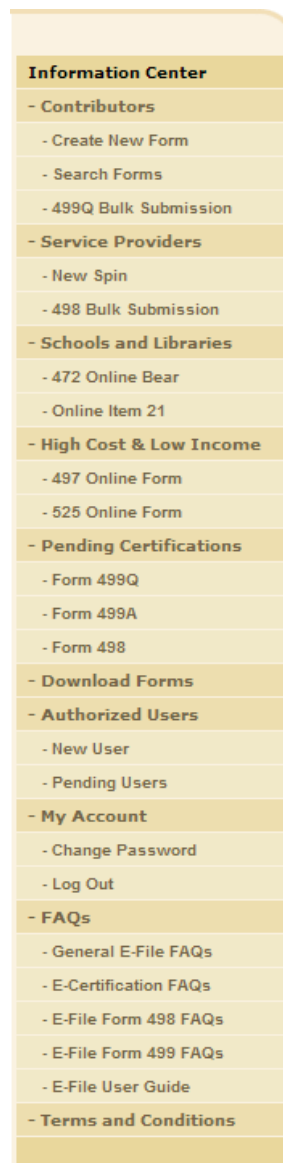 Information Center
- Contributors
- Create New Form
- Search Forms
- 499Q Bulk Submission
- Service Providers
- New Spin
- 498 Bulk Submission
- Schools and Libraries
- 472 Online Bear
- Online Item 21
- High Cost & Low Income
- 497 Online Form
- 525 Online Form
- Pending Certifications
- Form 499Q
- Form 499A
- Form 498
- Download Forms
- Authorized Users
- New User
- Pending Users
- My Account
- Change Password
- Log Out
- FAQs
- General E-File FAQs
- E-Certification FAQs
- E-File Form 498 FAQs
- E-File Form 499 FAQs
- E-File User Guide
- Terms and Conditions